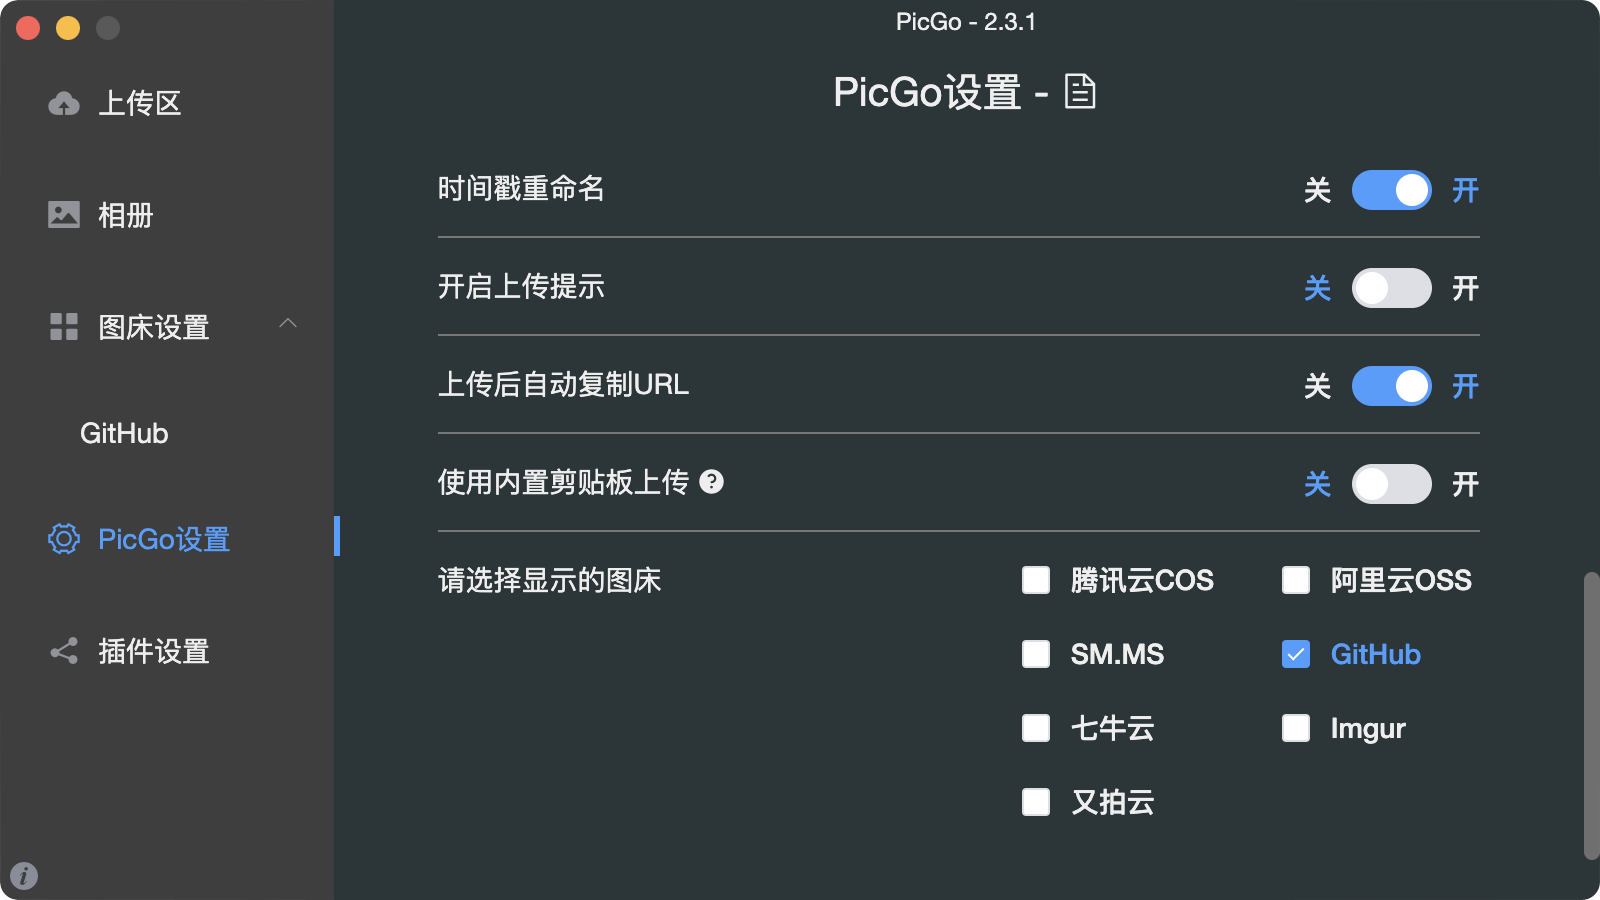 PicGo - 2.3.1
上传区
相册
图床设置
GitHub
PicGo设置
插件设置
PicGo设置 -
时间戳重命名 关 开
开启上传提示 关 开
上传后自动复制URL 关 开
使用内置剪贴板上传 ? 关 开
请选择显示的图床 腾讯云COS 阿里云OSS
SM.MS GitHub
七牛云 Imgur
又拍云
i